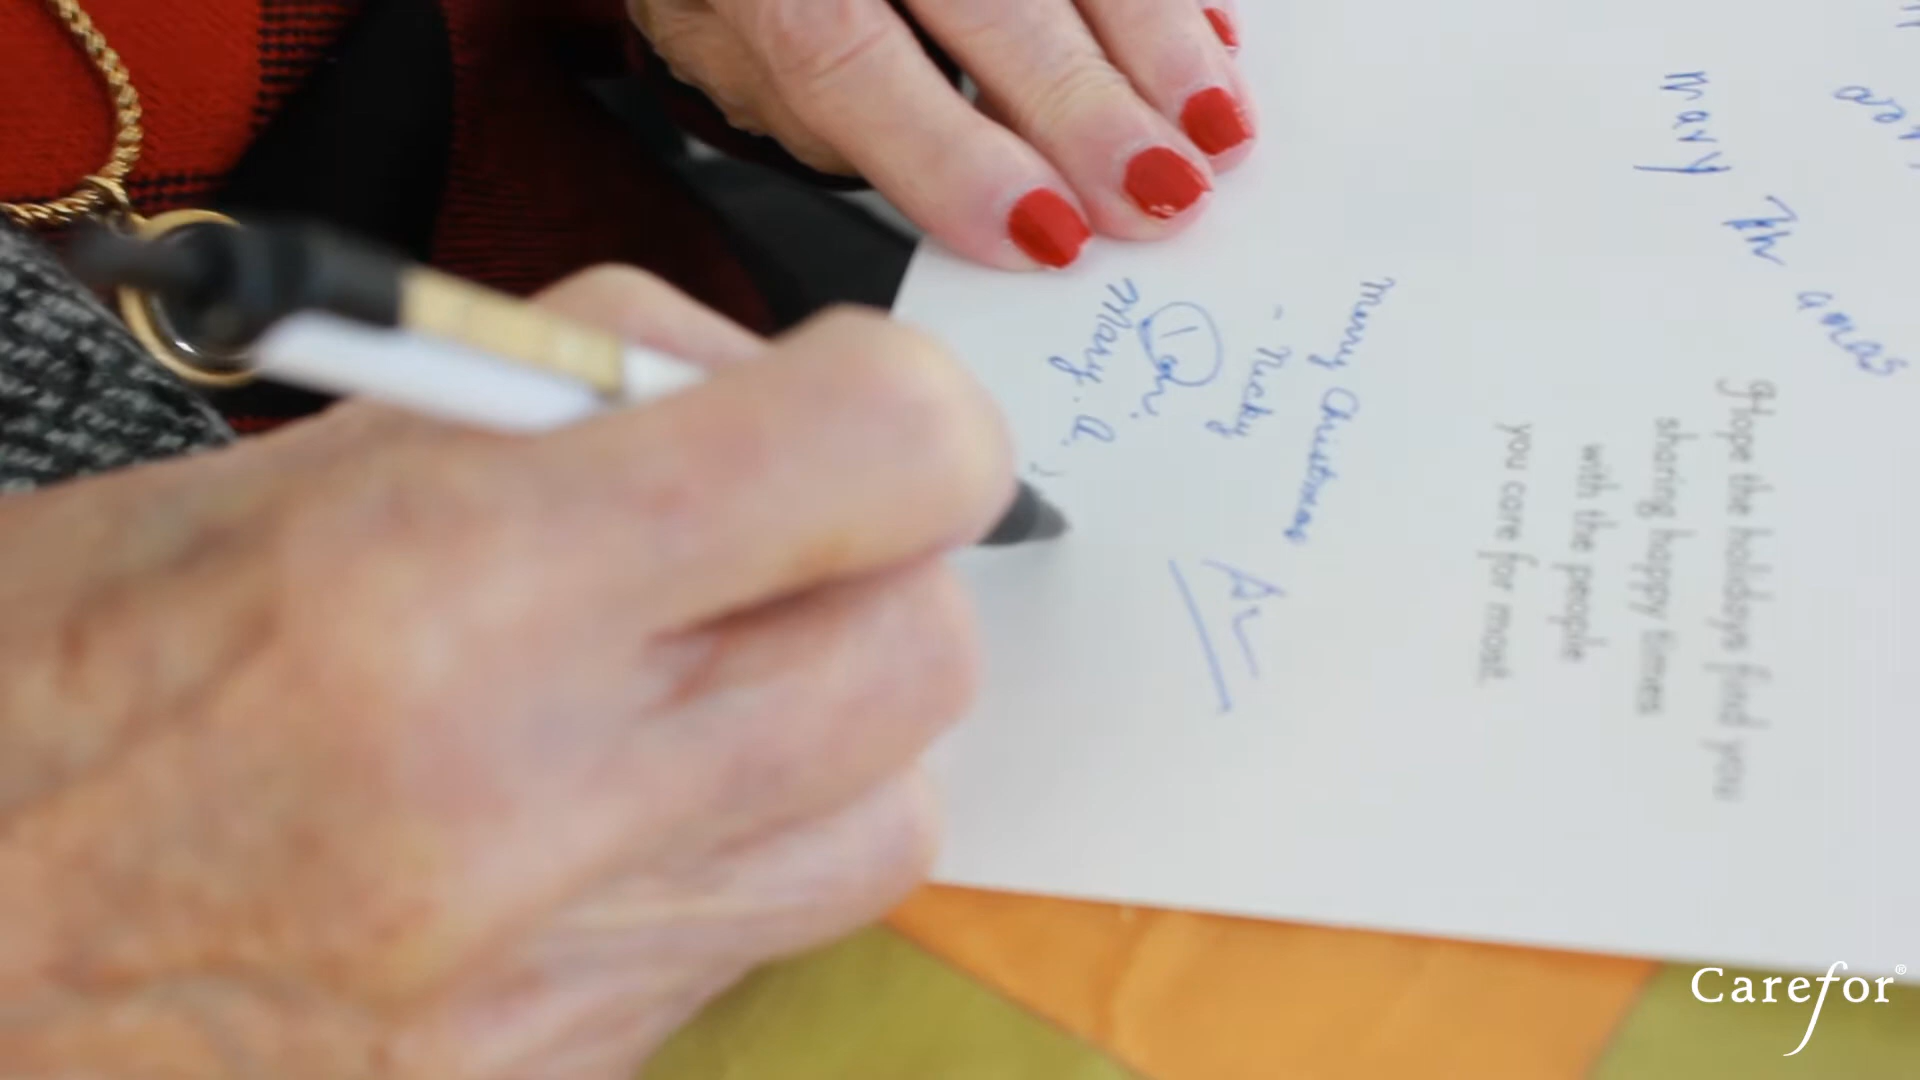 Hope the holidays find you
sharing happy times
with the people
you care for most.
mary
Merry Christmas
- Nicky
Mary. A.
Carefor®